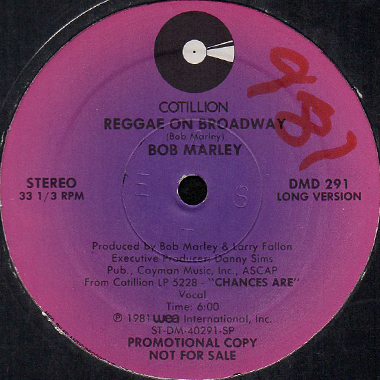 COTILLION
REGGAE ON BROADWAY
(Bob Marley)
BOB MARLEY
STEREO
33 1/3 RPM
DMD 291
LONG VERSION
Produced by Bob Marley & Larry Fallon
Executive Producer: Danny Sims
Pub., Cayman Music, Inc., ASCAP
From Cotillion LP 5228 - "CHANCES ARE"
Vocal
Time: 6:00
℗ 1981 wea International, Inc.
ST-DM-40291-SP
PROMOTIONAL COPY
NOT FOR SALE